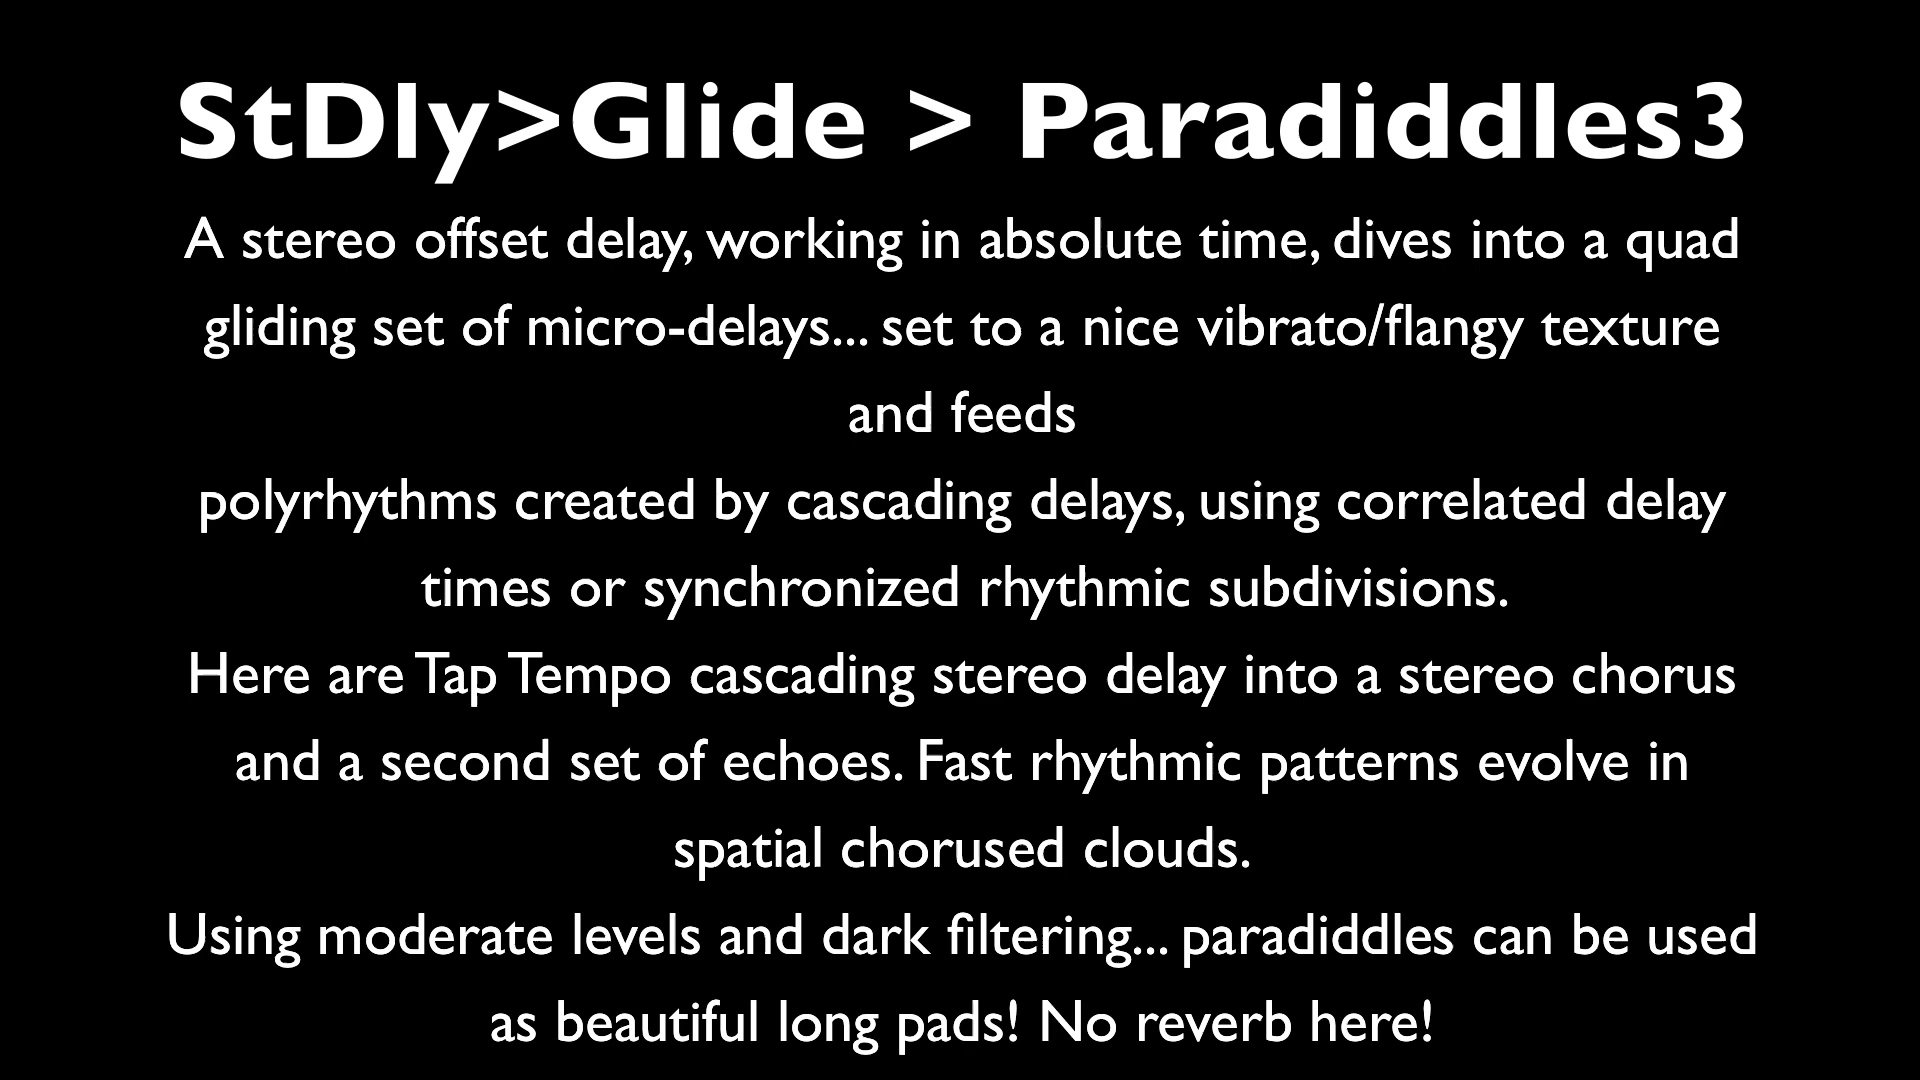 StDly>Glide > Paradiddles3
A stereo offset delay, working in absolute time, dives into a quad
gliding set of micro-delays... set to a nice vibrato/flangy texture
and feeds
polyrhythms created by cascading delays, using correlated delay
times or synchronized rhythmic subdivisions.
Here are Tap Tempo cascading stereo delay into a stereo chorus
and a second set of echoes. Fast rhythmic patterns evolve in
spatial chorused clouds.
Using moderate levels and dark filtering... paradiddles can be used
as beautiful long pads! No reverb here!